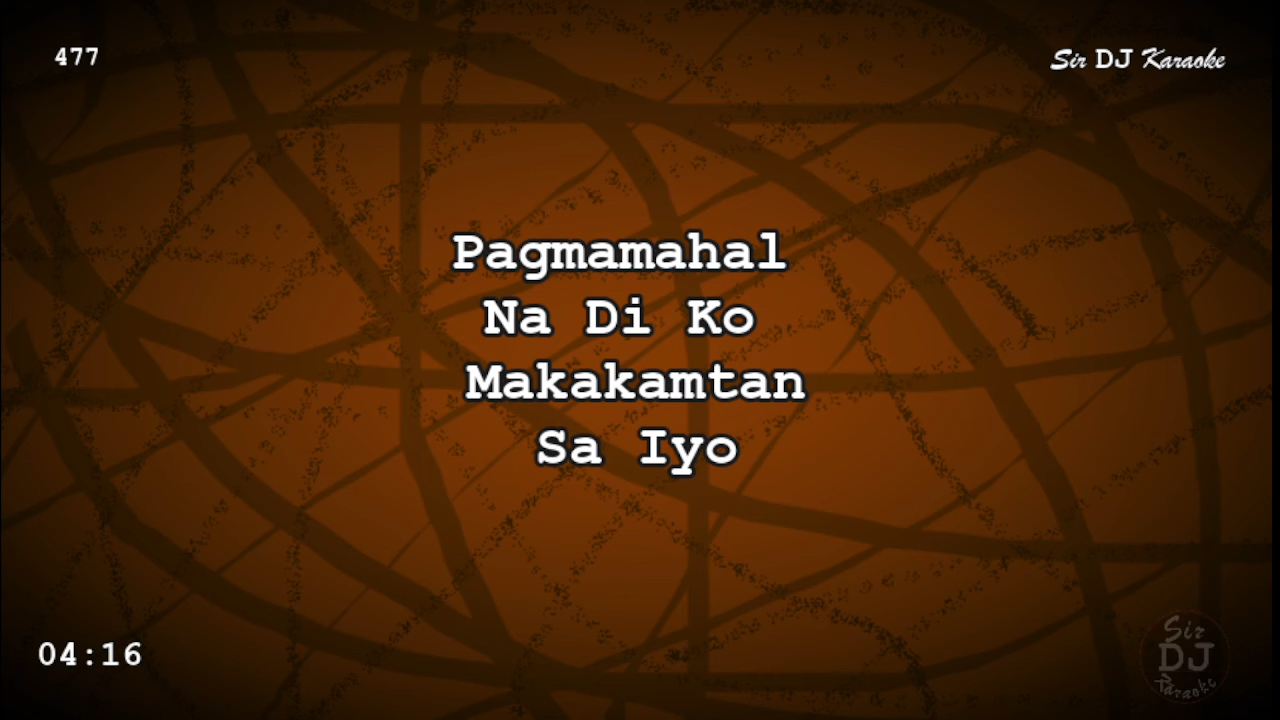 477
Sir DJ Karaoke
Pagmamahal
Na Di Ko
Makakamtan
Sa Iyo
04:16
Sir
DJ
Karaoke